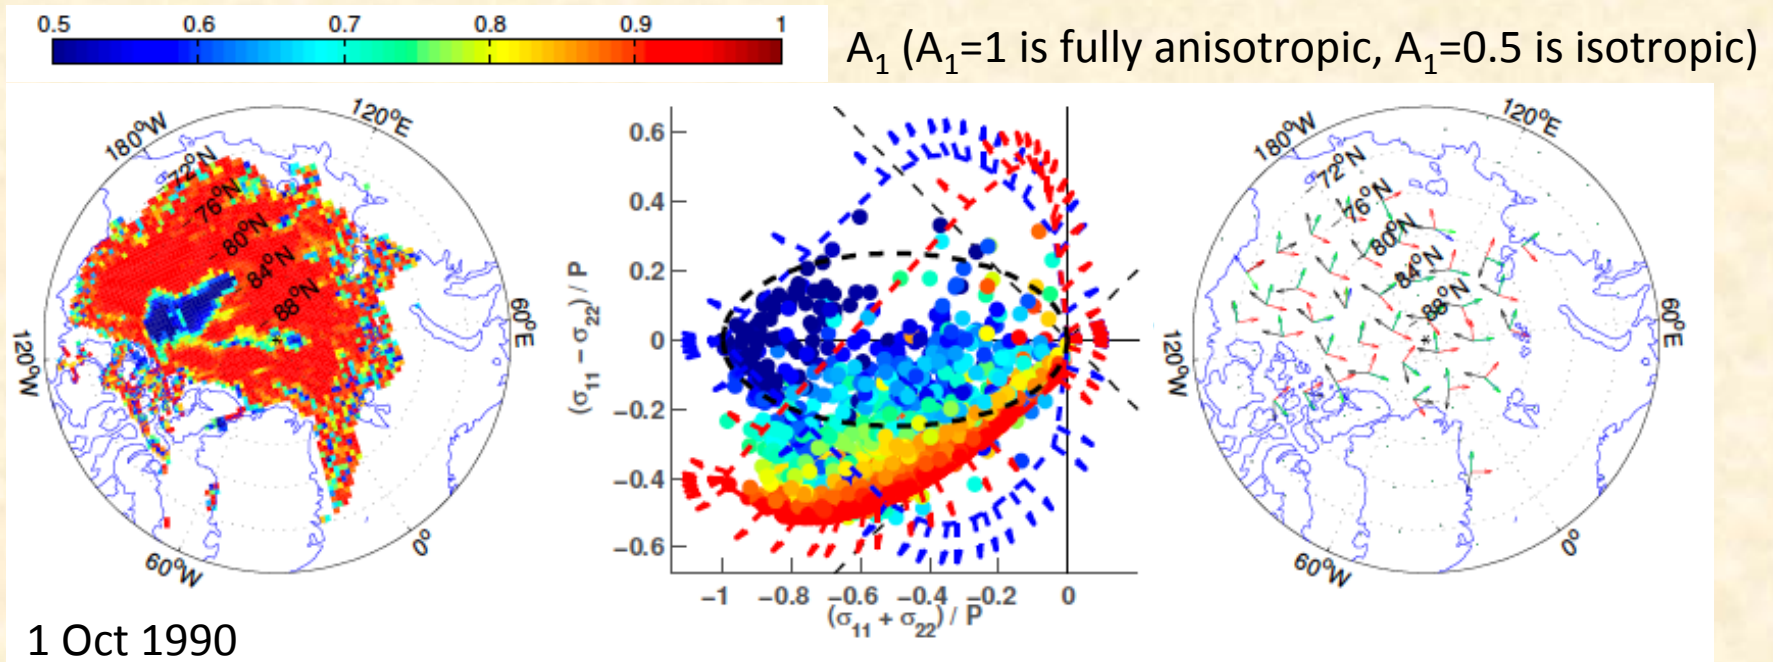 0.5 0.6 0.7 0.8 0.9 1
A₁ (A₁=1 is fully anisotropic, A₁=0.5 is isotropic)
180°W
120°E
72°N
76°N
80°N
84°N
88°N
60°E
120°W
60°W
0°
(σ₁₁ − σ₂₂) / P
0.6
0.4
0.2
0
−0.2
−0.4
−0.6
−1 −0.8 −0.6 −0.4 −0.2 0
(σ₁₁ + σ₂₂) / P
180°W
120°E
72°N
76°N
80°N
84°N
88°N
60°E
120°W
60°W
0°
1 Oct 1990